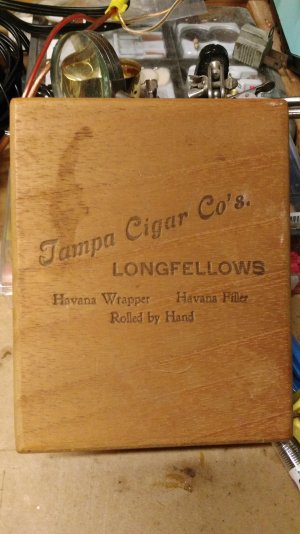 Tampa Cigar Co's.
LONGFELLOWS
Havana Wrapper Havana Filler
Rolled by Hand